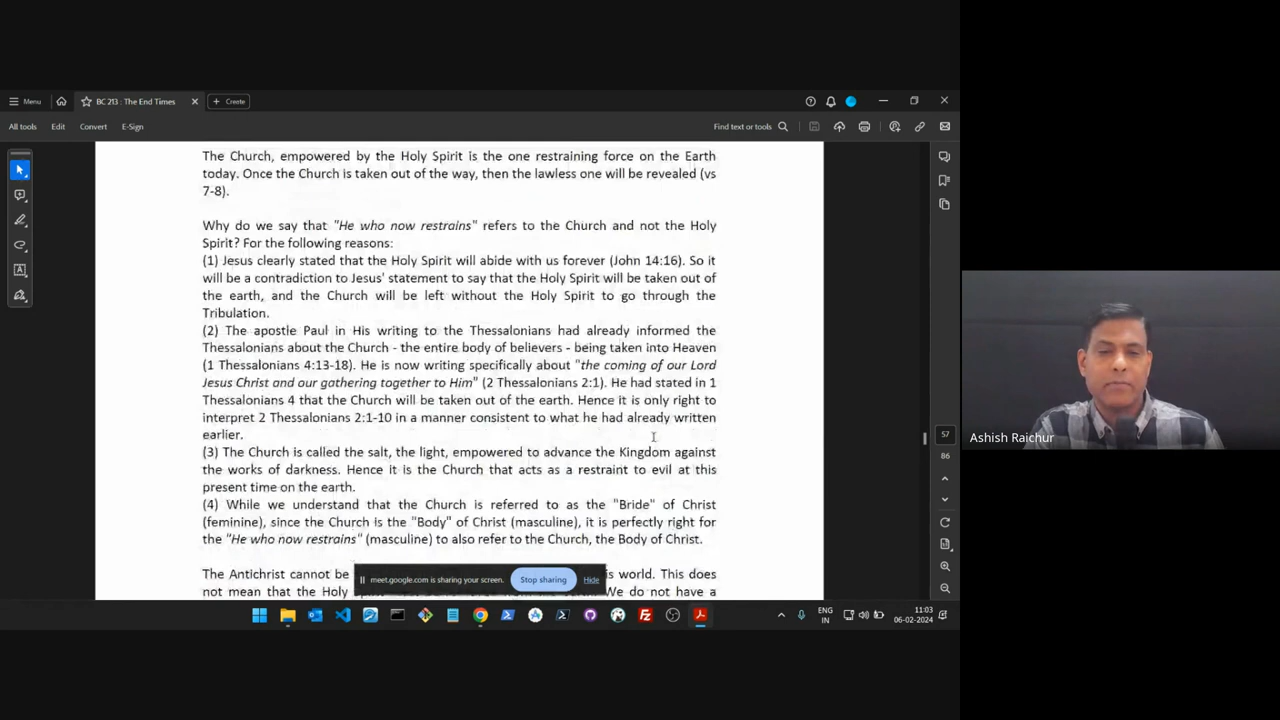 Menu
BC 213 : The End Times
Create
All tools Edit Convert E-Sign Find text or tools
The Church, empowered by the Holy Spirit is the one restraining force on the Earth
today. Once the Church is taken out of the way, then the lawless one will be revealed (vs
7-8).
Why do we say that "He who now restrains" refers to the Church and not the Holy
Spirit? For the following reasons:
(1) Jesus clearly stated that the Holy Spirit will abide with us forever (John 14:16). So it
will be a contradiction to Jesus' statement to say that the Holy Spirit will be taken out of
the earth, and the Church will be left without the Holy Spirit to go through the
Tribulation.
(2) The apostle Paul in His writing to the Thessalonians had already informed the
Thessalonians about the Church - the entire body of believers - being taken into Heaven
(1 Thessalonians 4:13-18). He is now writing specifically about "the coming of our Lord
Jesus Christ and our gathering together to Him" (2 Thessalonians 2:1). He had stated in 1
Thessalonians 4 that the Church will be taken out of the earth. Hence it is only right to
interpret 2 Thessalonians 2:1-10 in a manner consistent to what he had already written
earlier.
(3) The Church is called the salt, the light, empowered to advance the Kingdom against
the works of darkness. Hence it is the Church that acts as a restraint to evil at this
present time on the earth.
(4) While we understand that the Church is referred to as the "Bride" of Christ
(feminine), since the Church is the "Body" of Christ (masculine), it is perfectly right for
the "He who now restrains" (masculine) to also refer to the Church, the Body of Christ.
The Antichrist cannot be is world. This does
not mean that the Holy We do not have a
meet.google.com is sharing your screen. Stop sharing Hide
57
86
ENG
IN
11:03
06-02-2024
Ashish Raichur